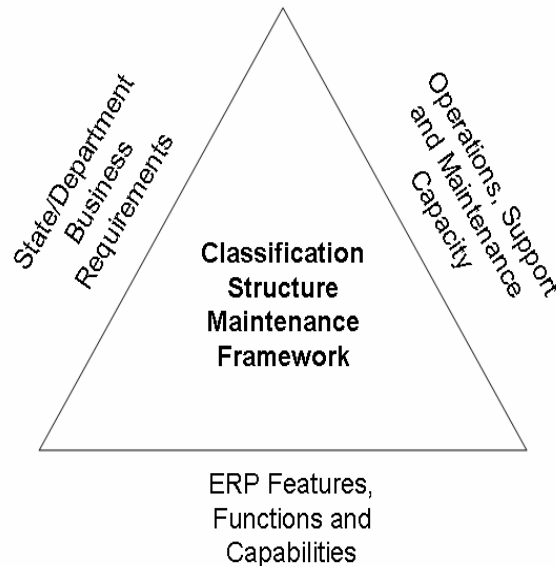 State/Department
Business
Requirements
Operations, Support
and Maintenance
Capacity
Classification
Structure
Maintenance
Framework
ERP Features,
Functions and
Capabilities